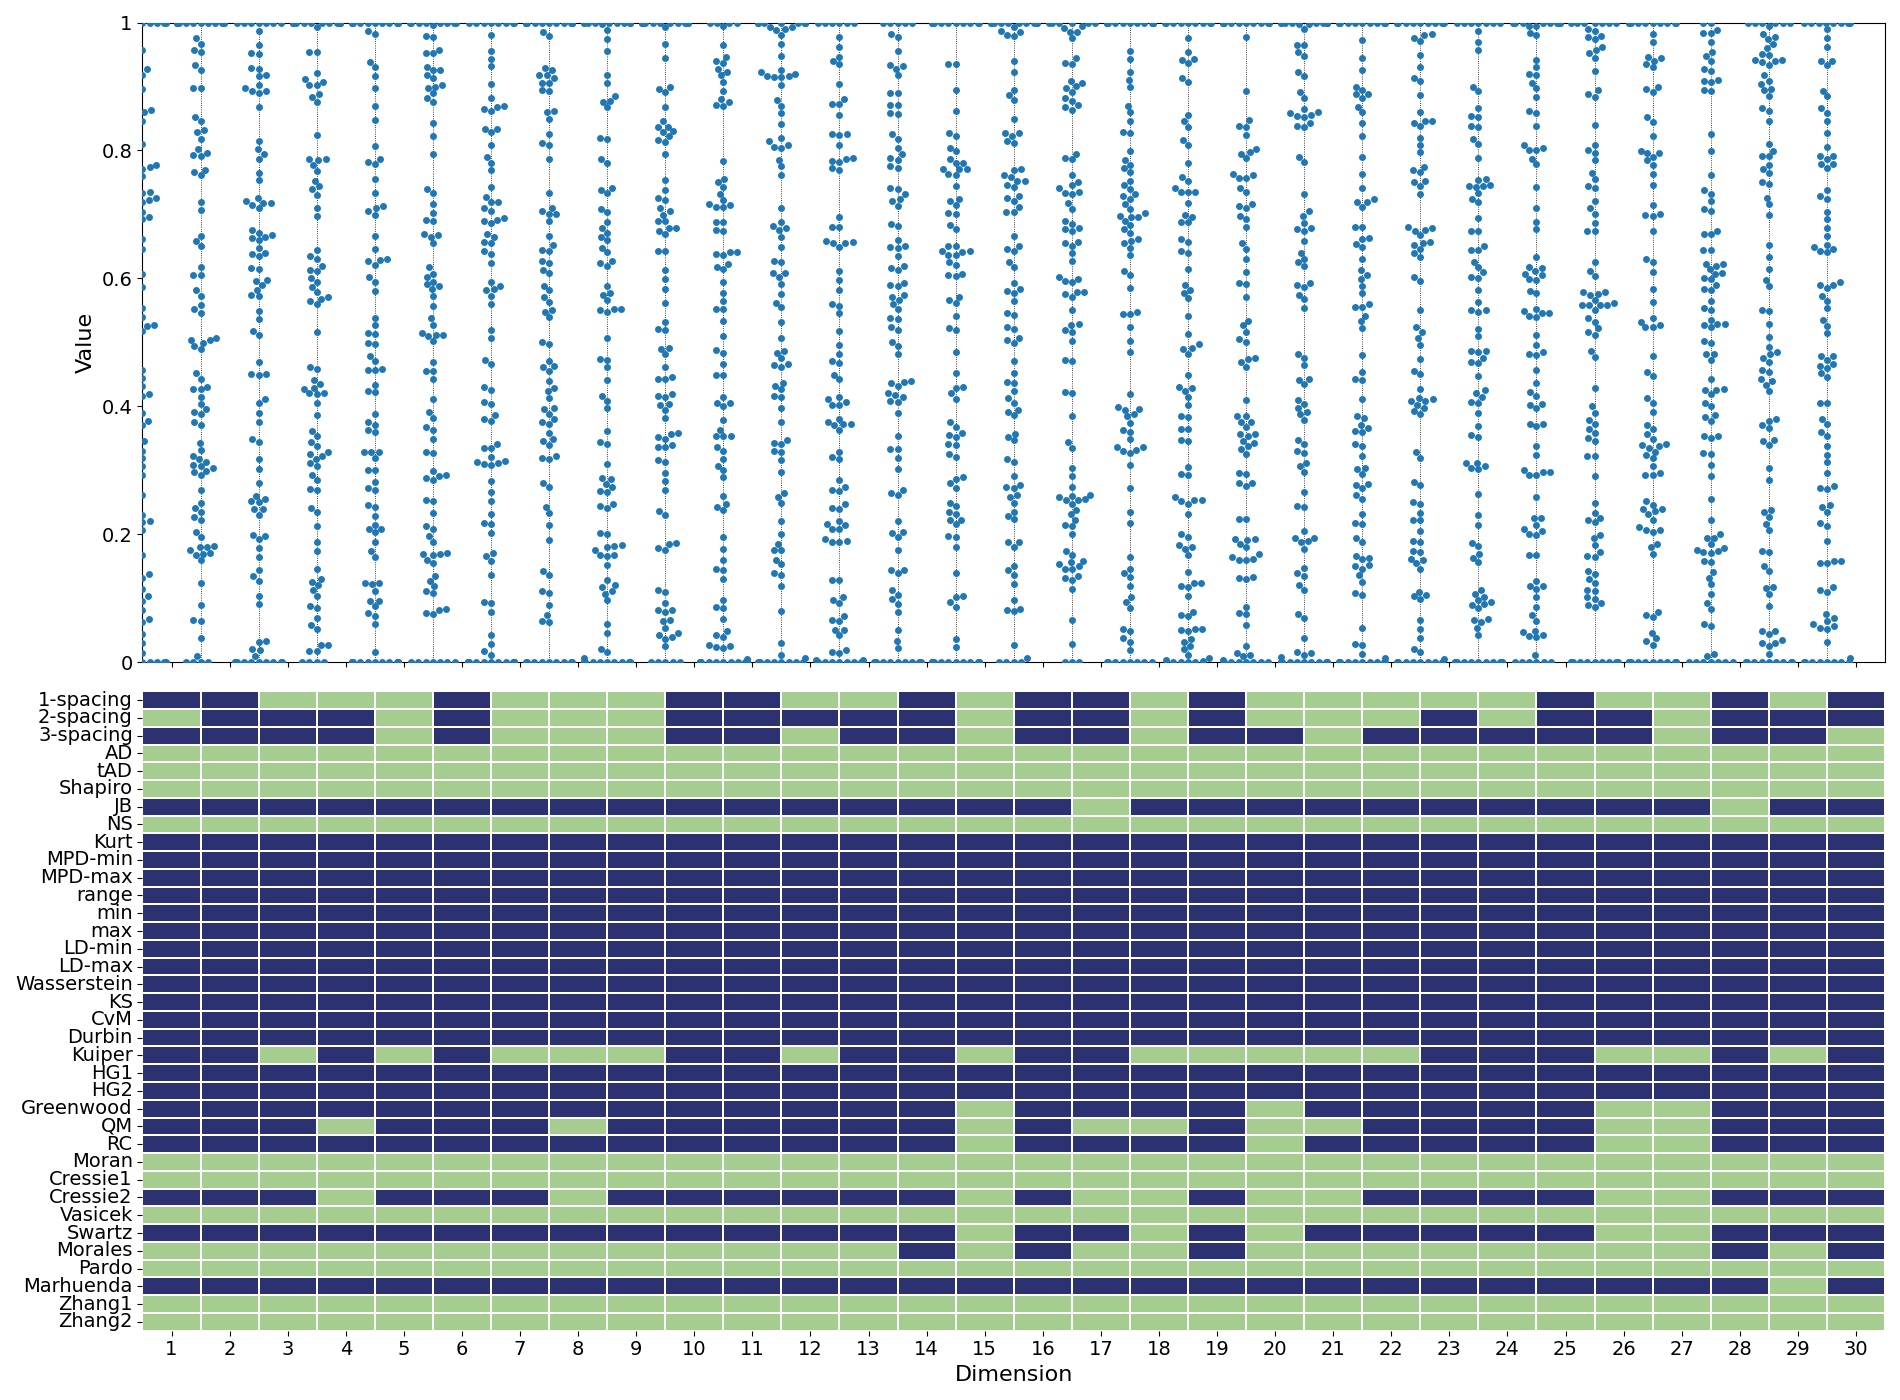 1
0.8
0.6
0.4
0.2
0
Value
1-spacing
2-spacing
3-spacing
AD
tAD
Shapiro
JB
NS
Kurt
MPD-min
MPD-max
range
min
max
LD-min
LD-max
Wasserstein
KS
CvM
Durbin
Kuiper
HG1
HG2
Greenwood
QM
RC
Moran
Cressie1
Cressie2
Vasicek
Swartz
Morales
Pardo
Marhuenda
Zhang1
Zhang2
1 2 3 4 5 6 7 8 9 10 11 12 13 14 15 16 17 18 19 20 21 22 23 24 25 26 27 28 29 30
Dimension